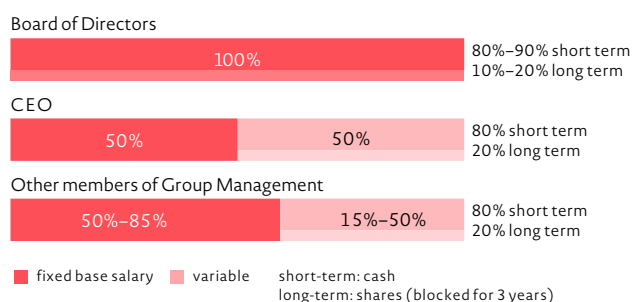 Board of Directors
100%
80%–90% short term
10%–20% long term
CEO
50%
50%
80% short term
20% long term
Other members of Group Management
50%–85%
15%–50%
80% short term
20% long term
fixed base salary
variable
short-term: cash
long-term: shares (blocked for 3 years)